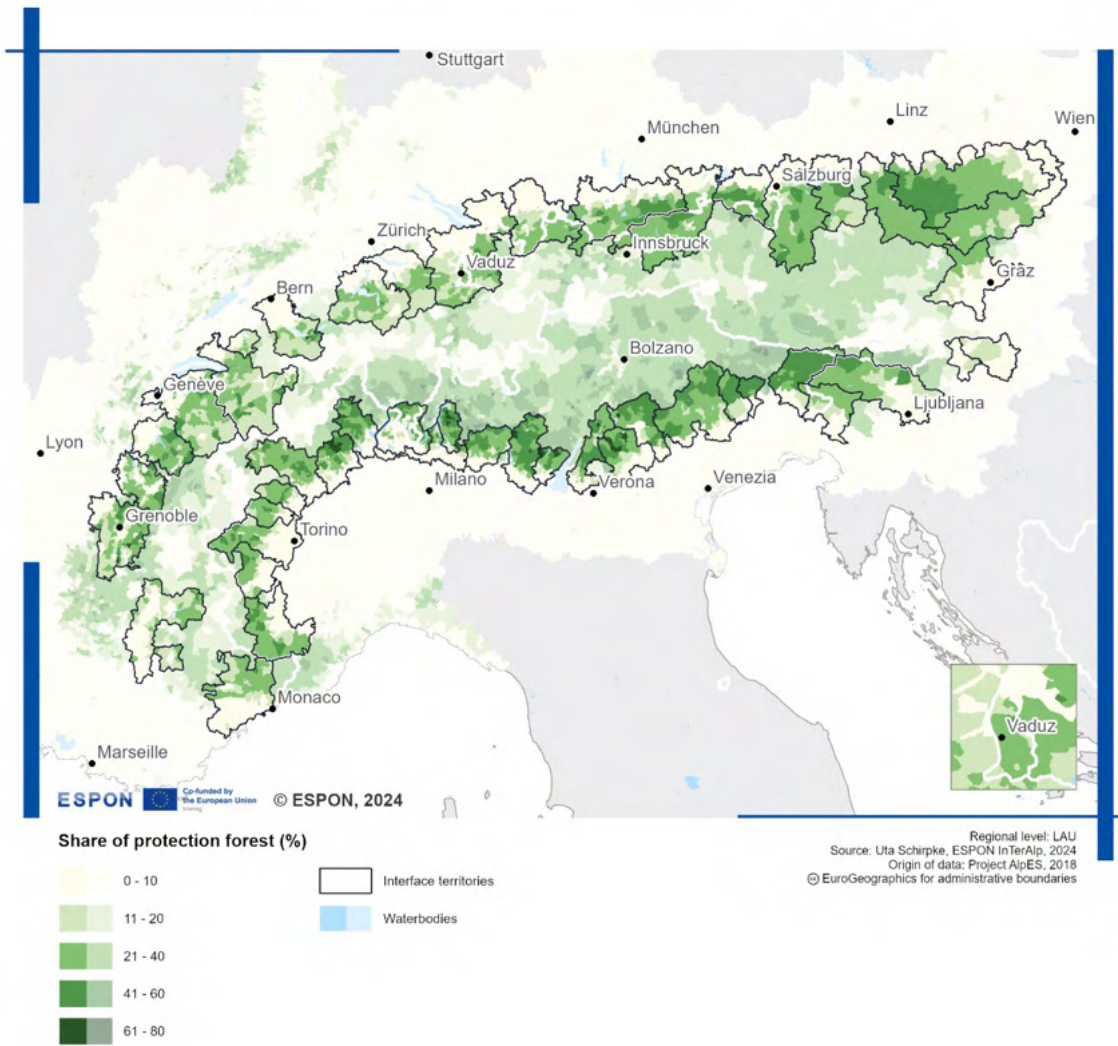 Stuttgart
Linz
Wien
München
Salzburg
Zürich
Innsbruck
Vaduz
Graz
Bern
Bolzano
Genève
Ljubljana
Lyon
Milano
Verona
Venezia
Grenoble
Torino
Monaco
Vaduz
Marseille
ESPON
Co-funded by
the European Union
Interreg
© ESPON, 2024
Share of protection forest (%)
Regional level: LAU
Source: Uta Schirpke, ESPON InTerAlp, 2024
Origin of data: Project AlpES, 2018
EuroGeographics for administrative boundaries
0 - 10
Interface territories
11 - 20
Waterbodies
21 - 40
41 - 60
61 - 80